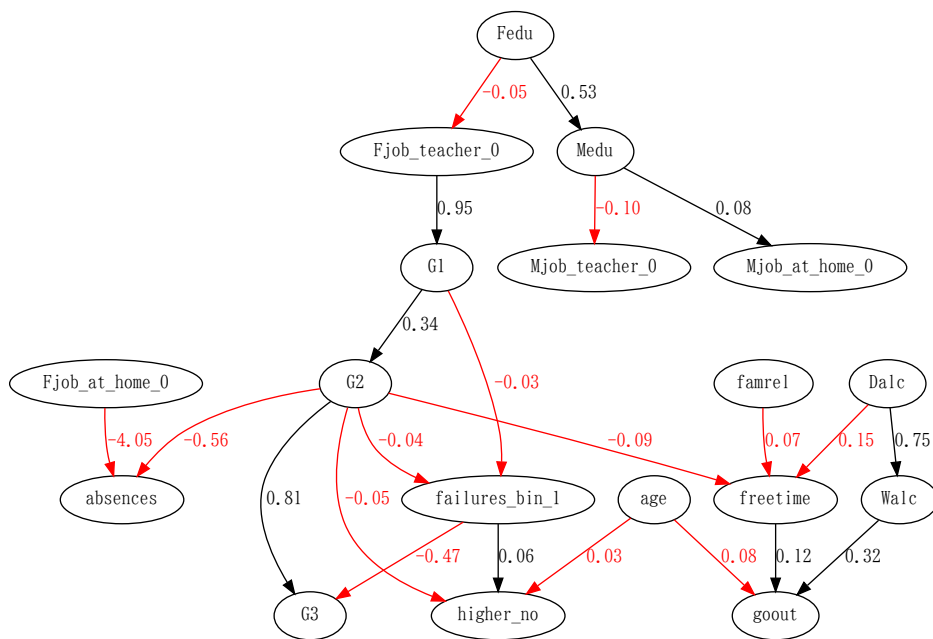 Fedu
-0.05
0.53
Fjob_teacher_0
Medu
0.95
-0.10
0.08
G1
Mjob_teacher_0
Mjob_at_home_0
0.34
-0.03
Fjob_at_home_0
G2
famrel
Dalc
-4.05
-0.56
-0.04
-0.09
0.07
0.15
0.75
absences
0.81
-0.05
failures_bin_1
age
freetime
Walc
-0.47
0.06
0.03
0.08
0.12
0.32
G3
higher_no
goout